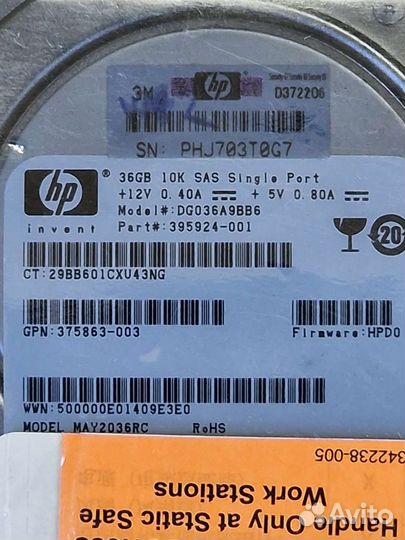 3M
hp
D372206
SN: PHJ703T0G7
hp
invent
36GB 10K SAS Single Port
+12V 0.40A + 5V 0.80A
Model#:DG036A9BB6
Part#:395924-001
20
CT:29BB601CXU43NG
GPN:375863-003
Firmware:HPD0
WWN:500000E01409E3E0
MODEL MAY2036RC RoHS
342238-005
Work Stations
Handle Only at Static Safe
Avito